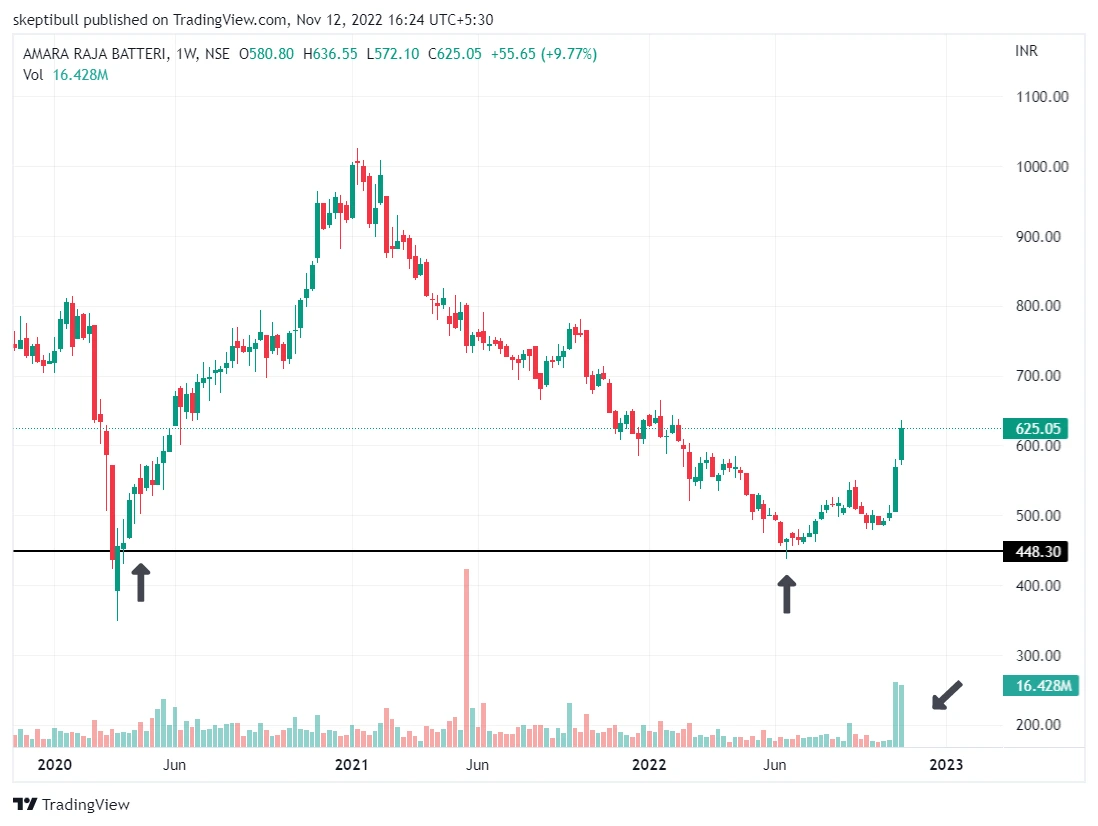 skeptibull published on TradingView.com, Nov 12, 2022 16:24 UTC+5:30
AMARA RAJA BATTERI, 1W, NSE O580.80 H636.55 L572.10 C625.05 +55.65 (+9.77%)
INR
Vol 16.428M
1100.00
1000.00
900.00
800.00
700.00
625.05
600.00
500.00
448.30
400.00
300.00
16.428M
200.00
2020 Jun 2021 Jun 2022 Jun 2023
TradingView